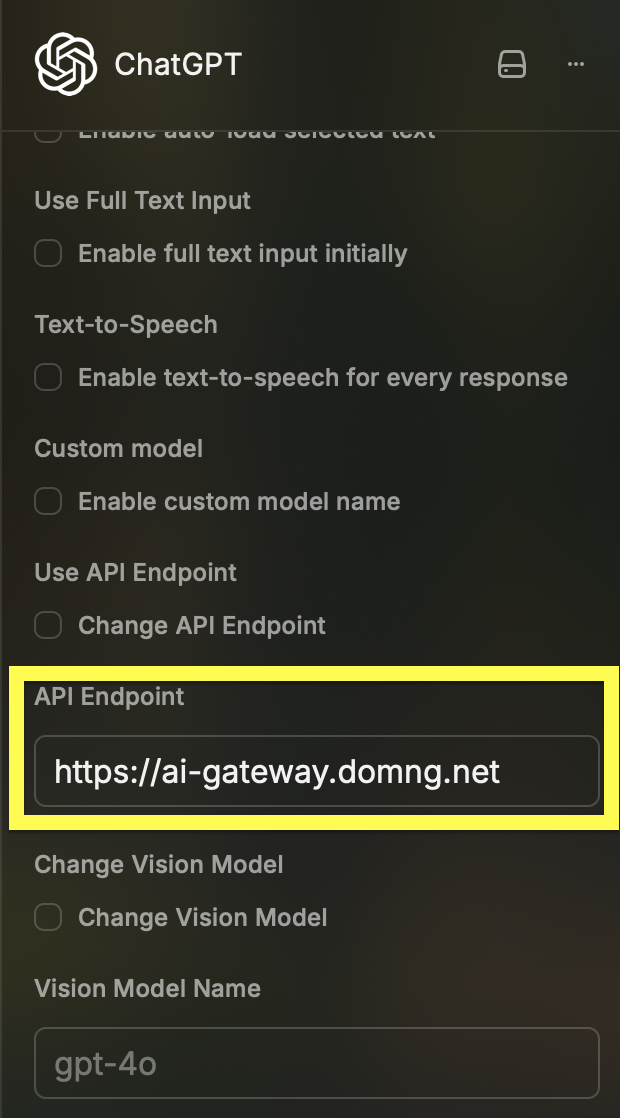 ChatGPT
Enable auto-load selected text
Use Full Text Input
Enable full text input initially
Text-to-Speech
Enable text-to-speech for every response
Custom model
Enable custom model name
Use API Endpoint
Change API Endpoint
API Endpoint
https://ai-gateway.domng.net
Change Vision Model
Change Vision Model
Vision Model Name
gpt-4o